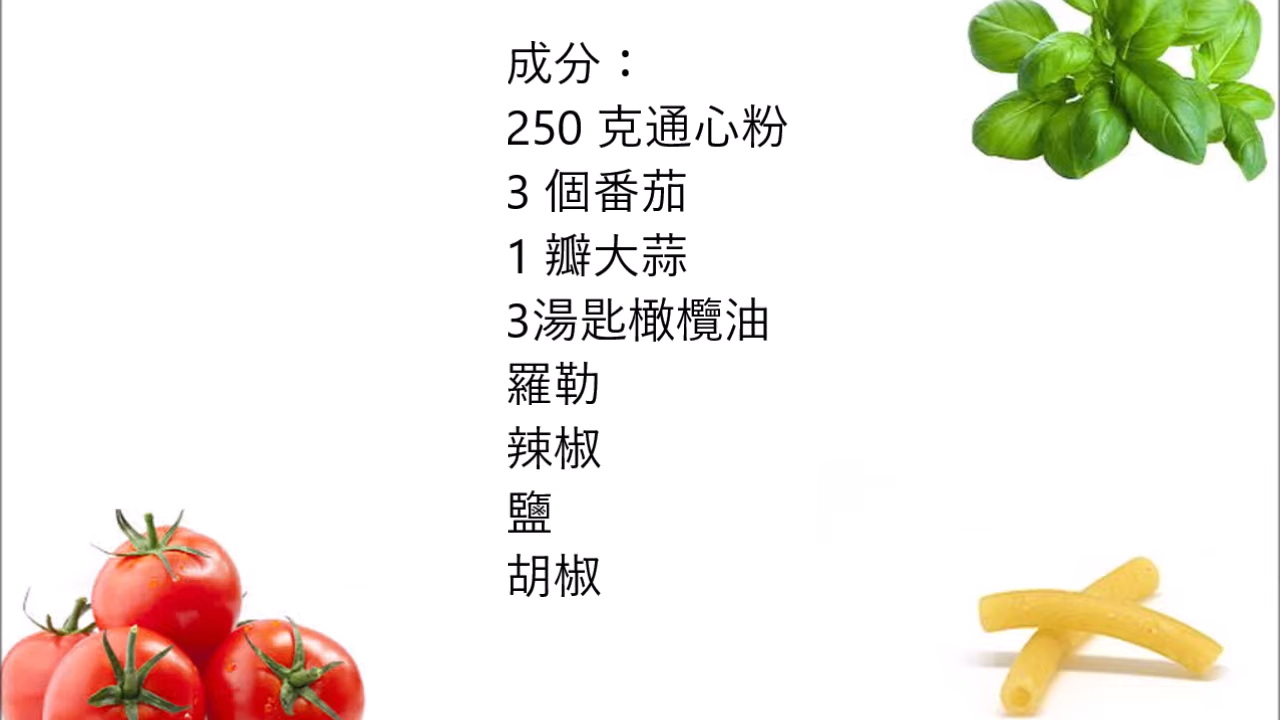 成分：
250 克通心粉
3 個番茄
1 瓣大蒜
3湯匙橄欖油
羅勒
辣椒
鹽
胡椒